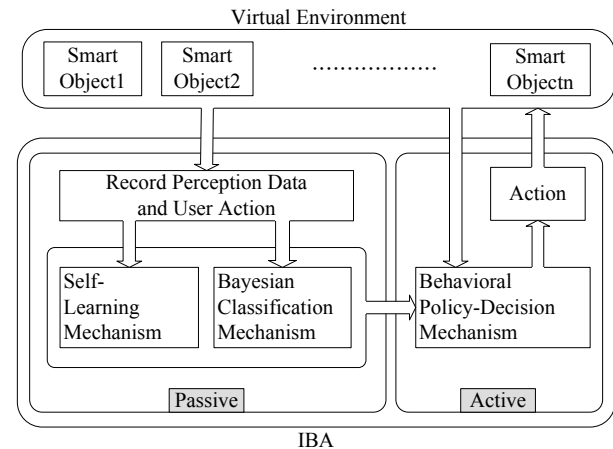 Virtual Environment
Smart
Object1
Smart
Object2
..................
Smart
Objectn
Record Perception Data
and User Action
Action
Self-
Learning
Mechanism
Bayesian
Classification
Mechanism
Behavioral
Policy-Decision
Mechanism
Passive
Active
IBA